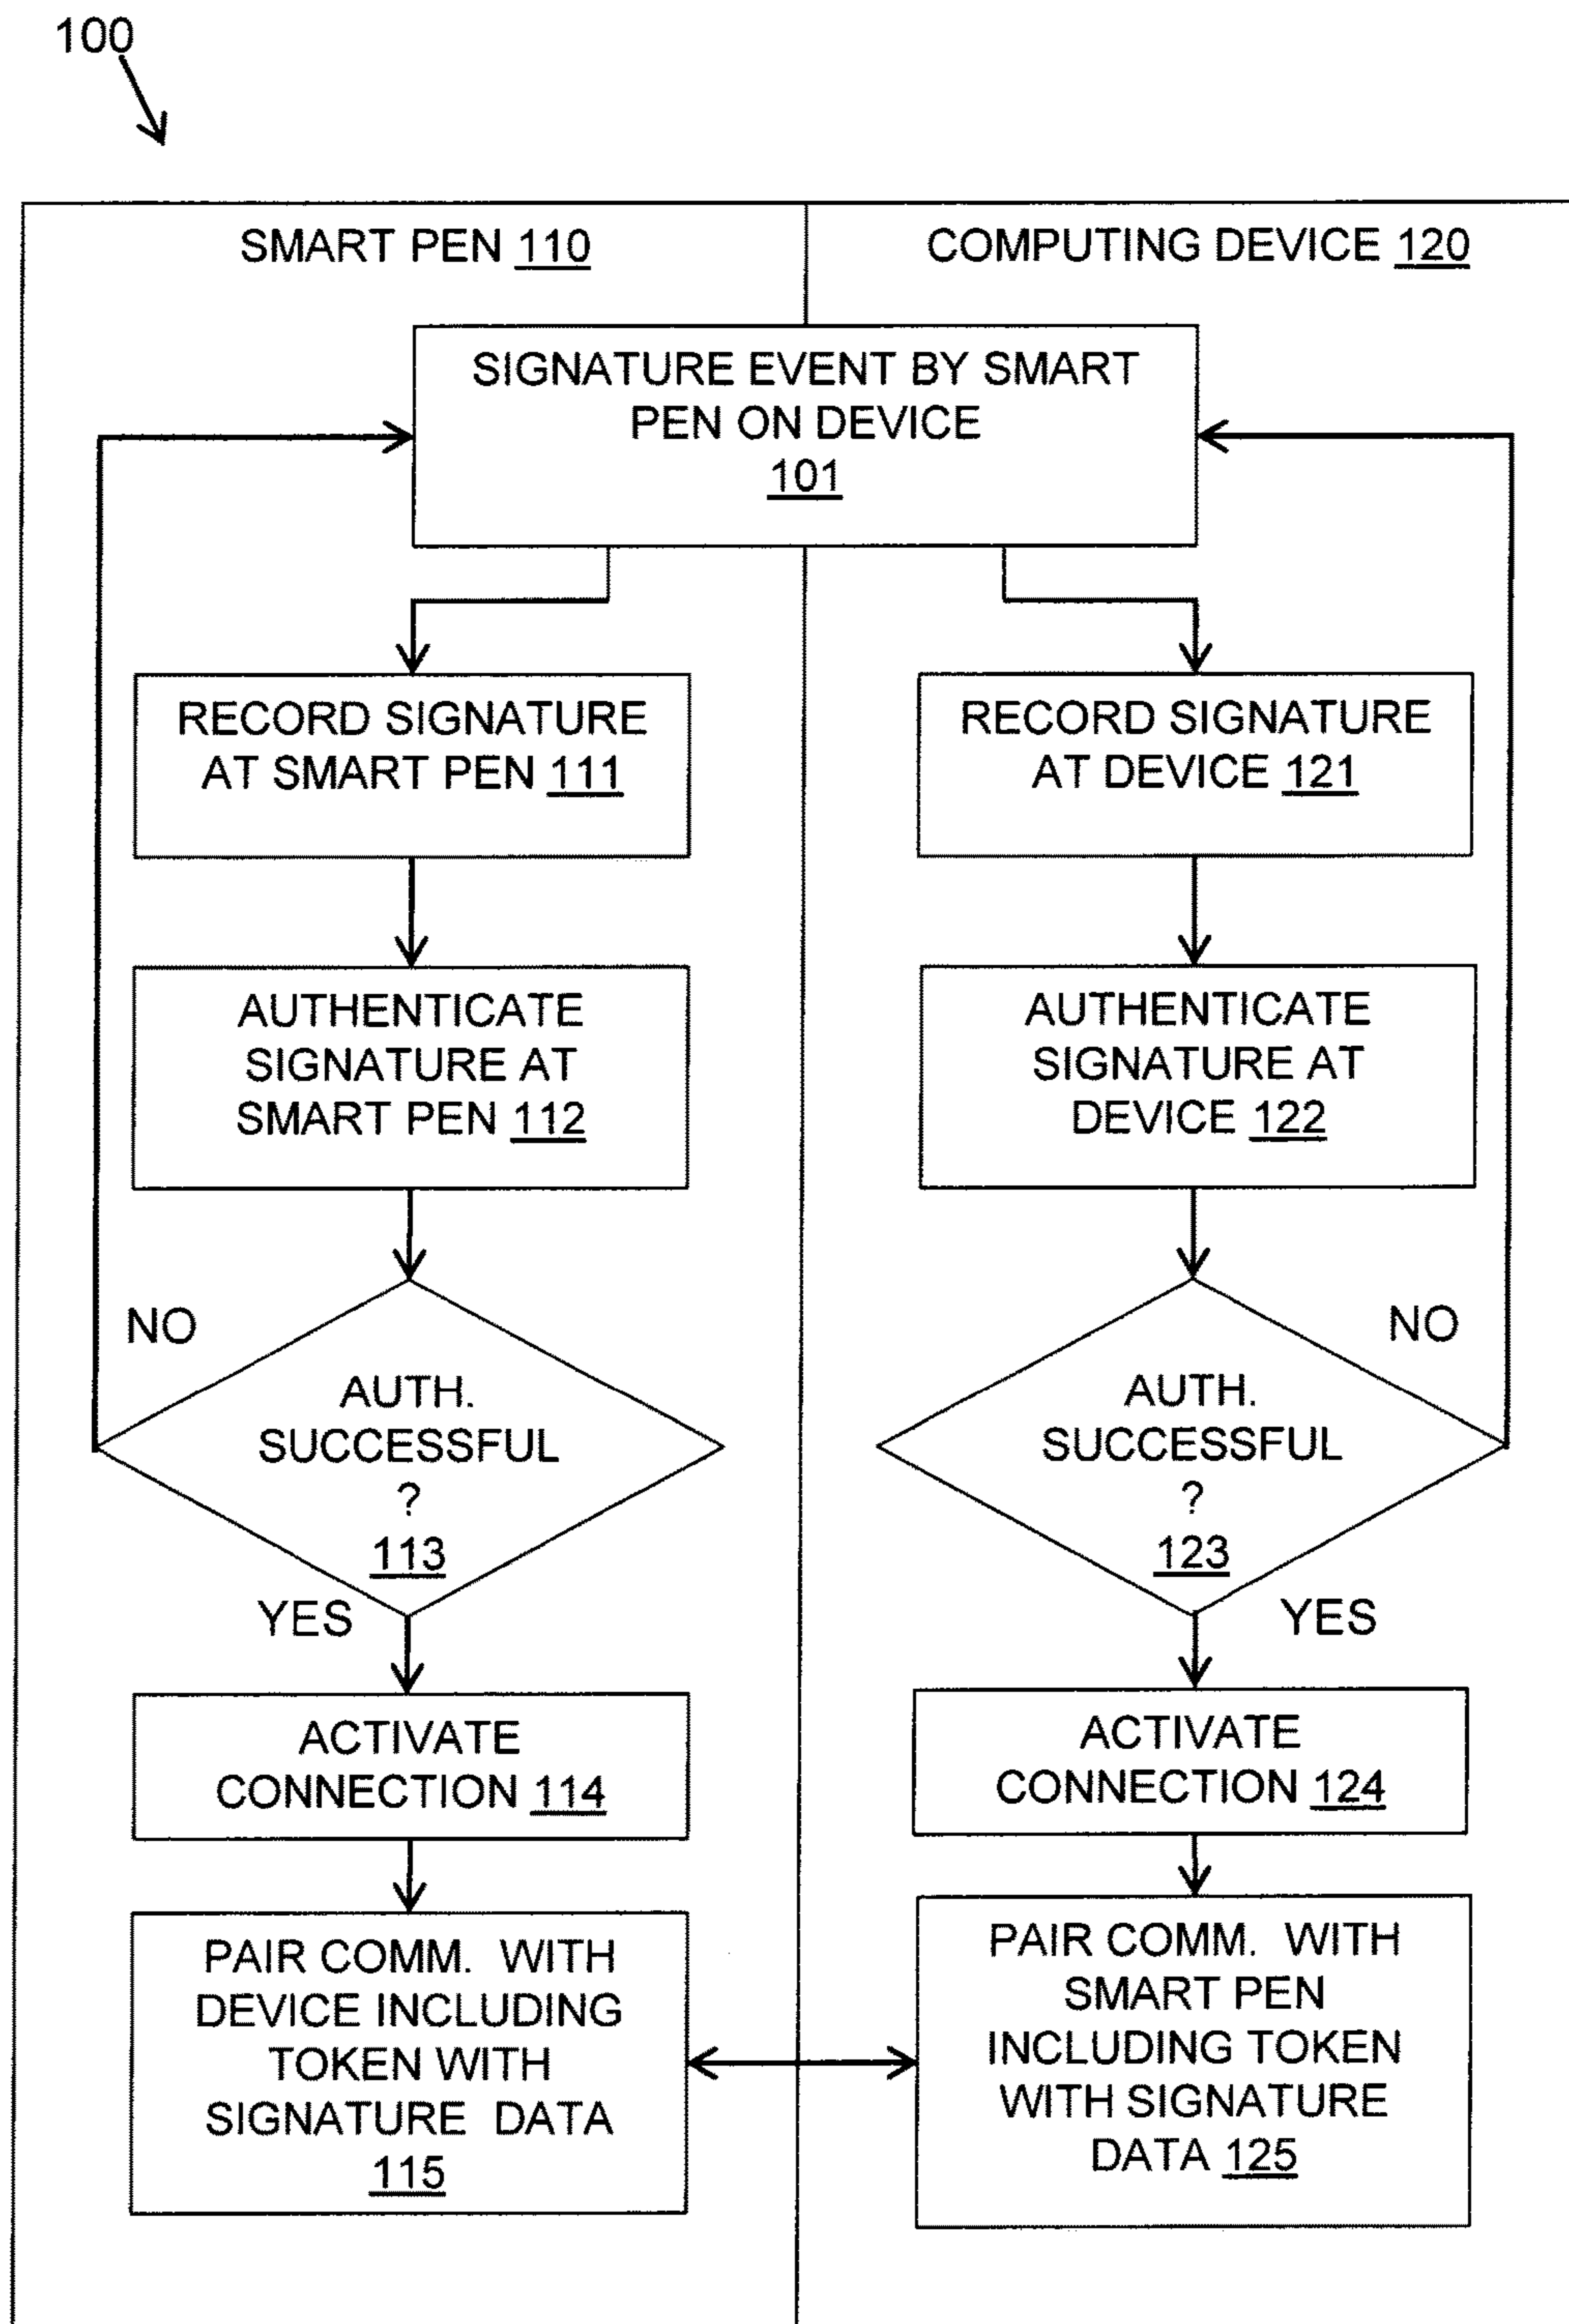 100
SMART PEN 110
COMPUTING DEVICE 120
SIGNATURE EVENT BY SMART
PEN ON DEVICE
101
RECORD SIGNATURE
AT SMART PEN 111
RECORD SIGNATURE
AT DEVICE 121
AUTHENTICATE
SIGNATURE AT
SMART PEN 112
AUTHENTICATE
SIGNATURE AT
DEVICE 122
NO
AUTH.
SUCCESSFUL
?
113
YES
NO
AUTH.
SUCCESSFUL
?
123
YES
ACTIVATE
CONNECTION 114
ACTIVATE
CONNECTION 124
PAIR COMM. WITH
DEVICE INCLUDING
TOKEN WITH
SIGNATURE DATA
115
PAIR COMM. WITH
SMART PEN
INCLUDING TOKEN
WITH SIGNATURE
DATA 125